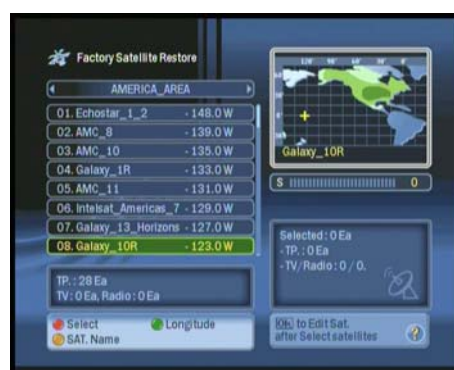 Factory Satellite Restore
AMERICA_AREA
01. Echostar_1_2 - 148.0 W
02. AMC_8 - 139.0 W
03. AMC_10 - 135.0 W
04. Galaxy_1R - 133.0 W
05. AMC_11 - 131.0 W
06. Intelsat_Americas_7 - 129.0 W
07. Galaxy_13_Horizons - 127.0 W
08. Galaxy_10R - 123.0 W
TP. : 28 Ea
TV : 0 Ea, Radio : 0 Ea
Select Longitude
SAT. Name
Galaxy_10R
S 0
Selected : 0 Ea
- TP. : 0 Ea
- TV/Radio : 0 / 0.
OK to Edit Sat.
after Select satellites